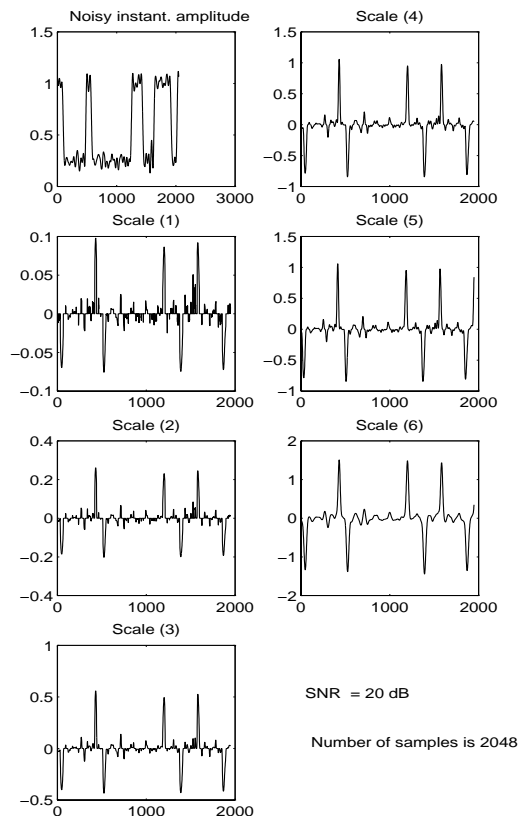 Noisy instant. amplitude
1.5
1
0.5
0
0 1000 2000 3000
Scale (4)
1.5
1
0.5
0
−0.5
−1
0 1000 2000
Scale (1)
0.1
0.05
0
−0.05
−0.1
0 1000 2000
Scale (5)
1.5
1
0.5
0
−0.5
−1
0 1000 2000
Scale (2)
0.4
0.2
0
−0.2
−0.4
0 1000 2000
Scale (6)
2
1
0
−1
−2
0 1000 2000
Scale (3)
1
0.5
0
−0.5
0 1000 2000
SNR = 20 dB
Number of samples is 2048